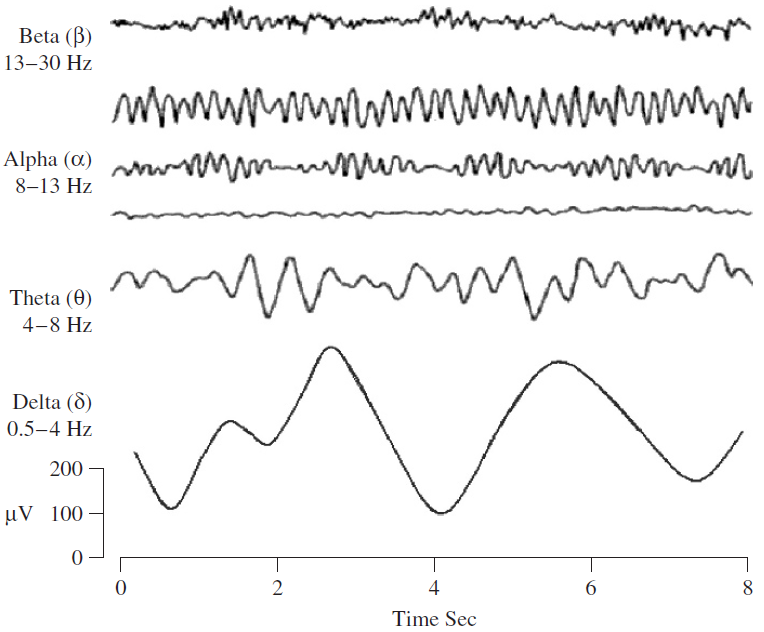 Beta (β)
13–30 Hz
Alpha (α)
8–13 Hz
Theta (θ)
4–8 Hz
Delta (δ)
0.5–4 Hz
200
μV 100
0
0 2 4 6 8
Time Sec